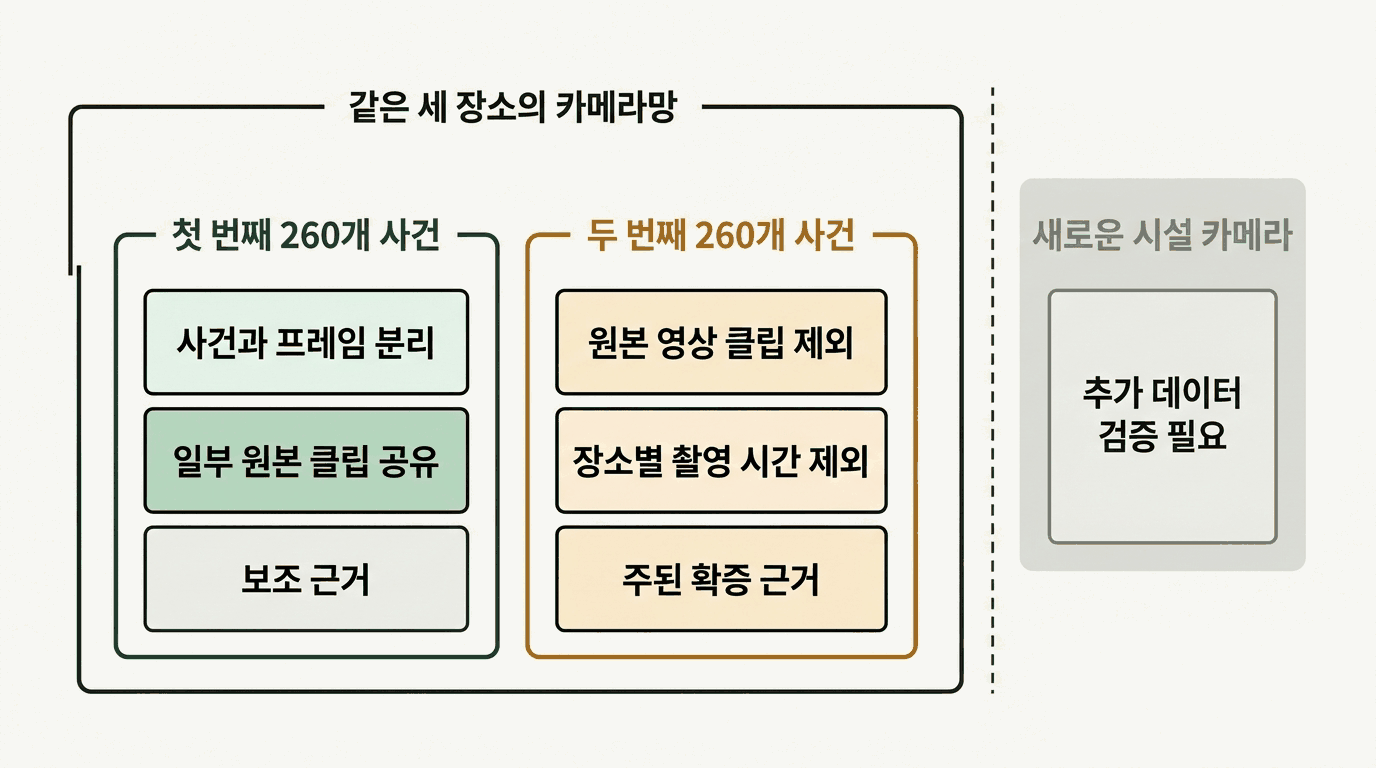 같은 세 장소의 카메라망
첫 번째 260개 사건
사건과 프레임 분리
일부 원본 클립 공유
보조 근거
두 번째 260개 사건
원본 영상 클립 제외
장소별 촬영 시간 제외
주된 확증 근거
새로운 시설 카메라
추가 데이터
검증 필요